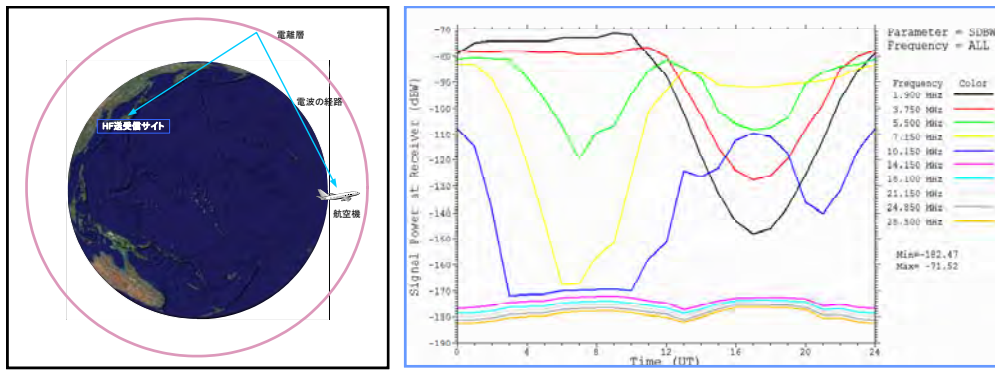 電離層
電波の経路
HF送受信サイト
航空機
Signal Power at Receiver (dBW)
-70
-80
-90
-100
-110
-120
-130
-140
-150
-160
-170
-180
-190
0
4
8
12
16
20
24
Time (UT)
Parameter = SDBW
Frequency = ALL
Frequency Color
1.900 MHz
3.750 MHz
5.500 MHz
7.150 MHz
10.150 MHz
14.150 MHz
18.100 MHz
21.150 MHz
24.850 MHz
28.500 MHz
Min=-182.47
Max= -71.52